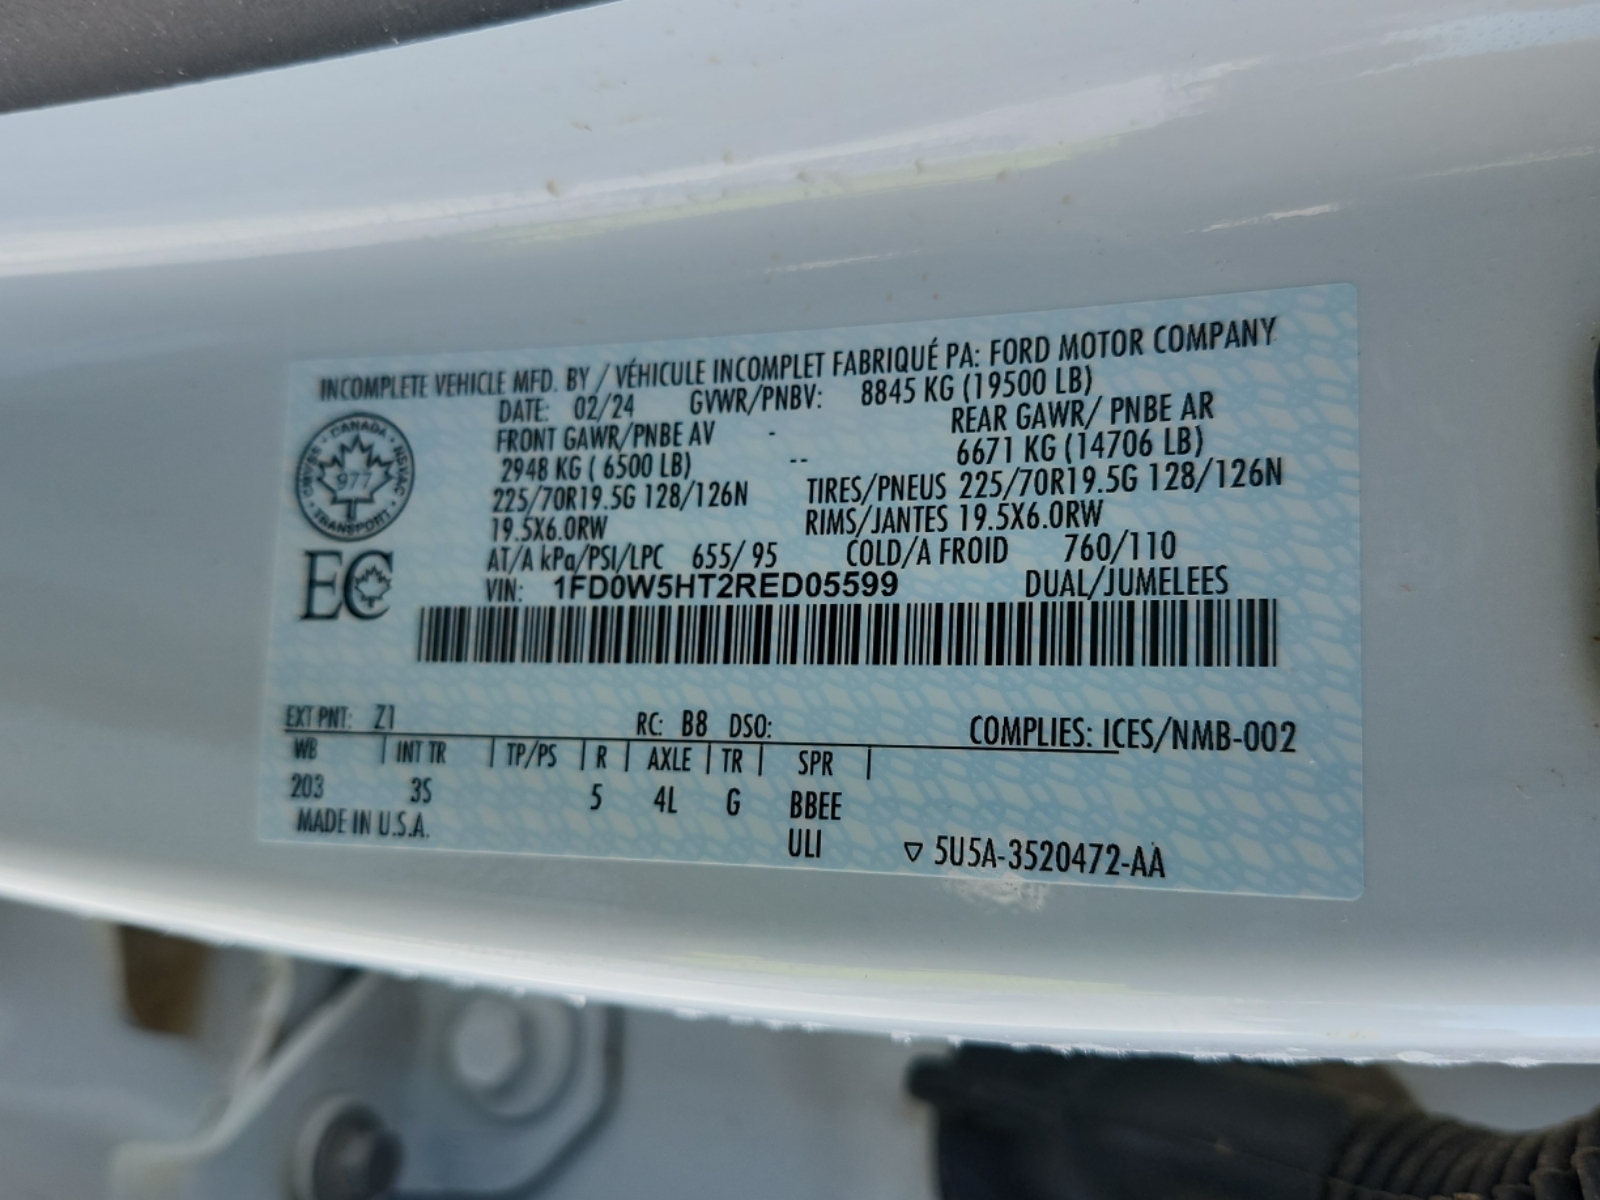 INCOMPLETE VEHICLE MFD. BY / VÉHICULE INCOMPLET FABRIQUÉ PA: FORD MOTOR COMPANY
DATE: 02/24 GVWR/PNBV: 8845 KG (19500 LB)
FRONT GAWR/PNBE AV - REAR GAWR/ PNBE AR
2948 KG ( 6500 LB) -- 6671 KG (14706 LB)
225/70R19.5G 128/126N TIRES/PNEUS 225/70R19.5G 128/126N
19.5X6.0RW RIMS/JANTES 19.5X6.0RW
AT/A kPa/PSI/LPC 655/ 95 COLD/A FROID 760/110
VIN: 1FD0W5HT2RED05599 DUAL/JUMELEES
CANADA
TRANSPORT
977
EC
EXT PNT: Z1 RC: B8 DSO: COMPLIES: ICES/NMB-002
WB | INT TR | TP/PS | R | AXLE | TR | SPR |
203 3S 5 4L G BBEE
MADE IN U.S.A. ULI ▽ 5U5A-3520472-AA